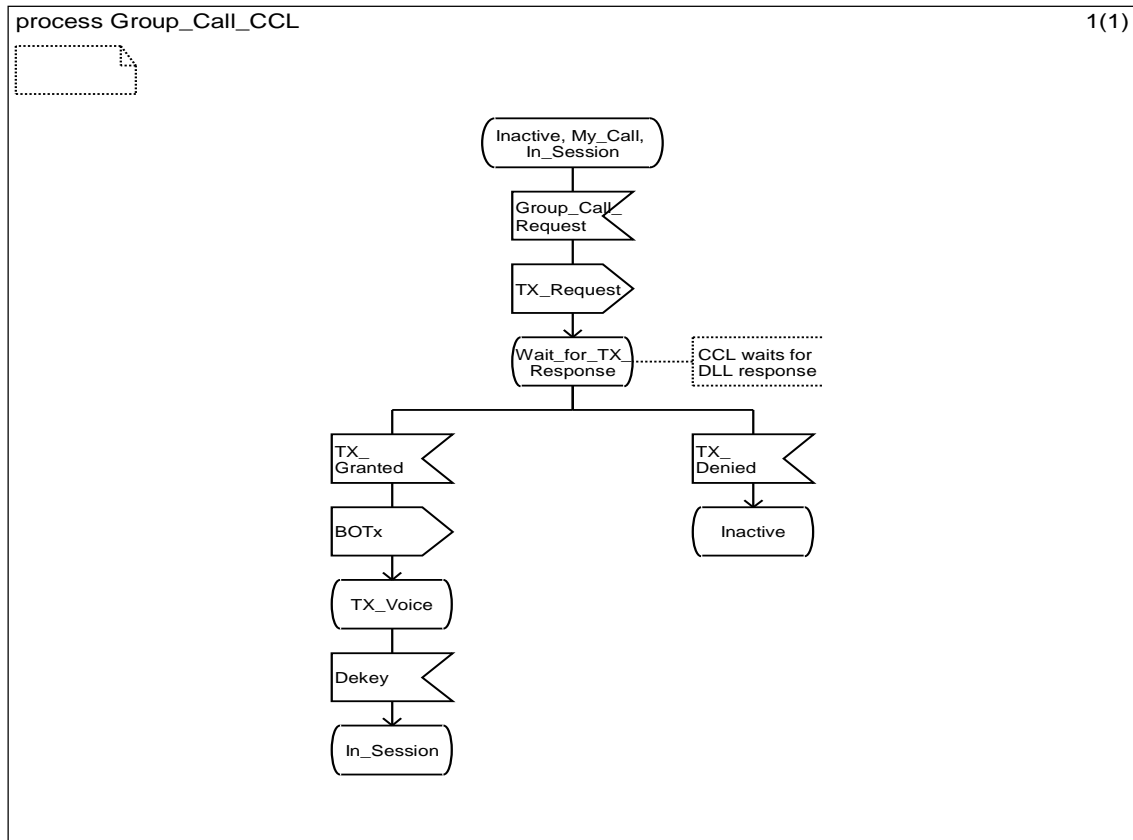 process Group_Call_CCL
1(1)
Inactive, My_Call,
In_Session
Group_Call_
Request
TX_Request
Wait_for_TX_
Response
CCL waits for
DLL response
TX_
Granted
TX_
Denied
BOTx
Inactive
TX_Voice
Dekey
In_Session